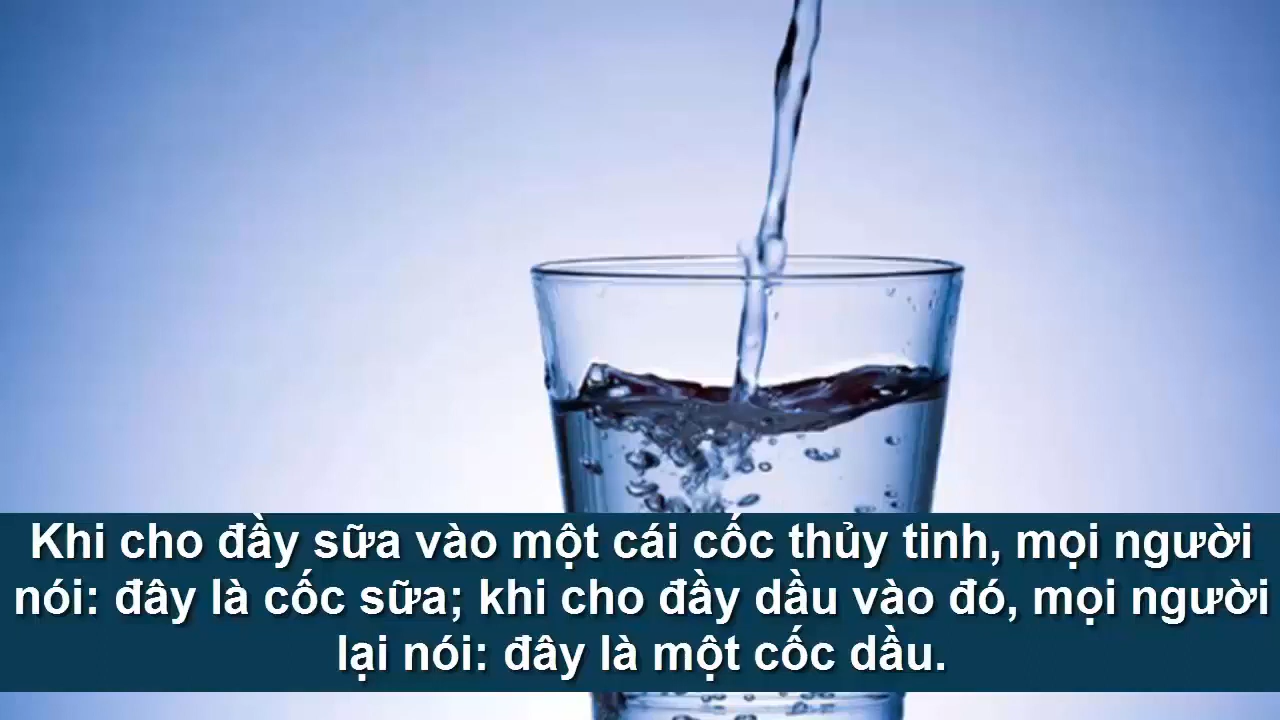 Khi cho đầy sữa vào một cái cốc thủy tinh, mọi người
nói: đây là cốc sữa; khi cho đầy dầu vào đó, mọi người
lại nói: đây là một cốc dầu.